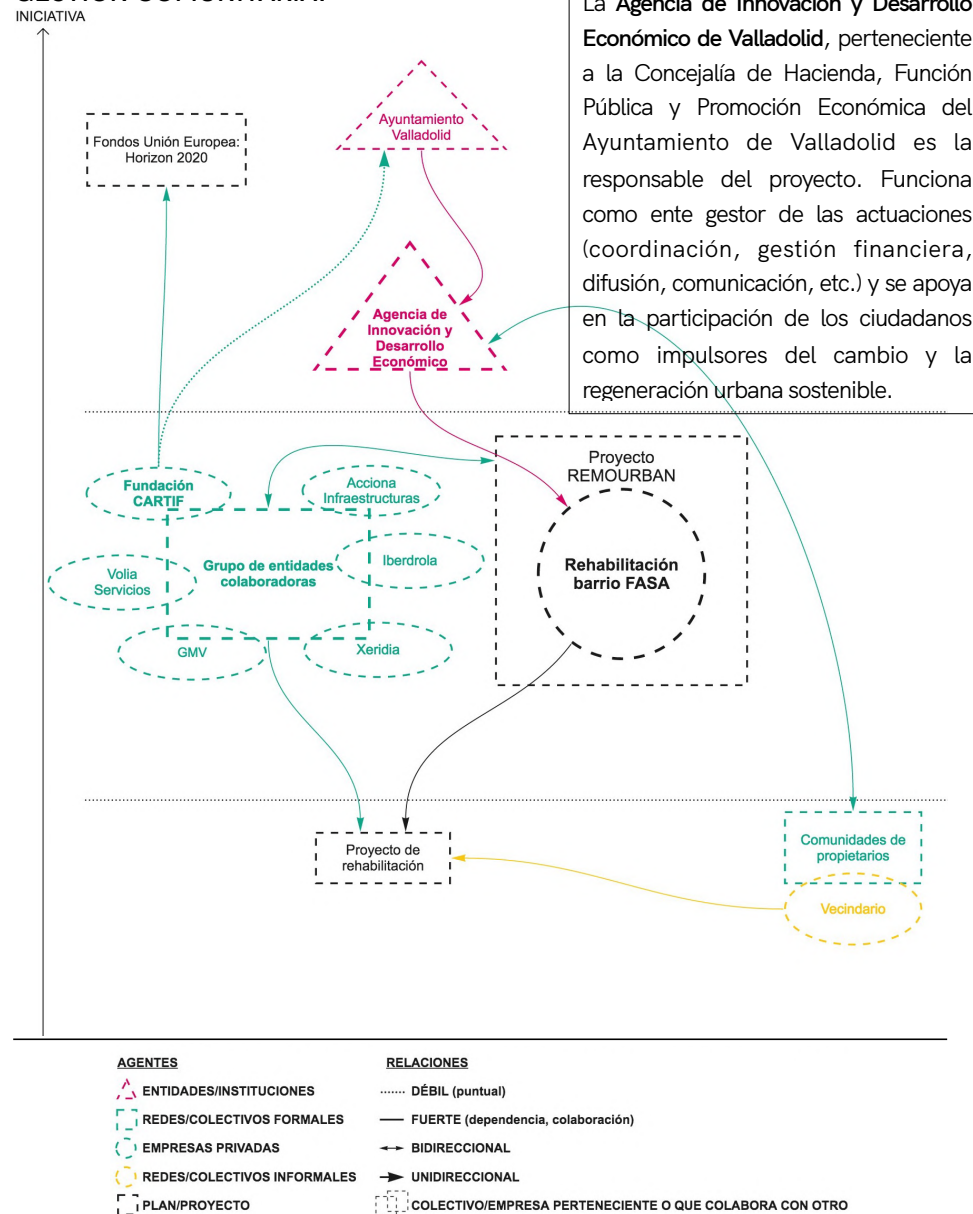 GESTIÓN COMUNITARIA.
INICIATIVA
La Agencia de Innovación y Desarrollo
Económico de Valladolid, perteneciente
a la Concejalía de Hacienda, Función
Pública y Promoción Económica del
Ayuntamiento de Valladolid es la
responsable del proyecto. Funciona
como ente gestor de las actuaciones
(coordinación, gestión financiera,
difusión, comunicación, etc.) y se apoya
en la participación de los ciudadanos
como impulsores del cambio y la
regeneración urbana sostenible.
Fondos Unión Europea:
Horizon 2020
Ayuntamiento
Valladolid
Agencia de
Innovación y
Desarrollo
Económico
Fundación
CARTIF
Acciona
Infraestructuras
Volia
Servicios
Grupo de entidades
colaboradoras
Iberdrola
GMV
Xeridia
Proyecto
REMOURBAN
Rehabilitación
barrio FASA
Proyecto de
rehabilitación
Comunidades de
propietarios
Vecindario
AGENTES
ENTIDADES/INSTITUCIONES
REDES/COLECTIVOS FORMALES
EMPRESAS PRIVADAS
REDES/COLECTIVOS INFORMALES
PLAN/PROYECTO
RELACIONES
DÉBIL (puntual)
FUERTE (dependencia, colaboración)
BIDIRECCIONAL
UNIDIRECCIONAL
COLECTIVO/EMPRESA PERTENECIENTE O QUE COLABORA CON OTRO